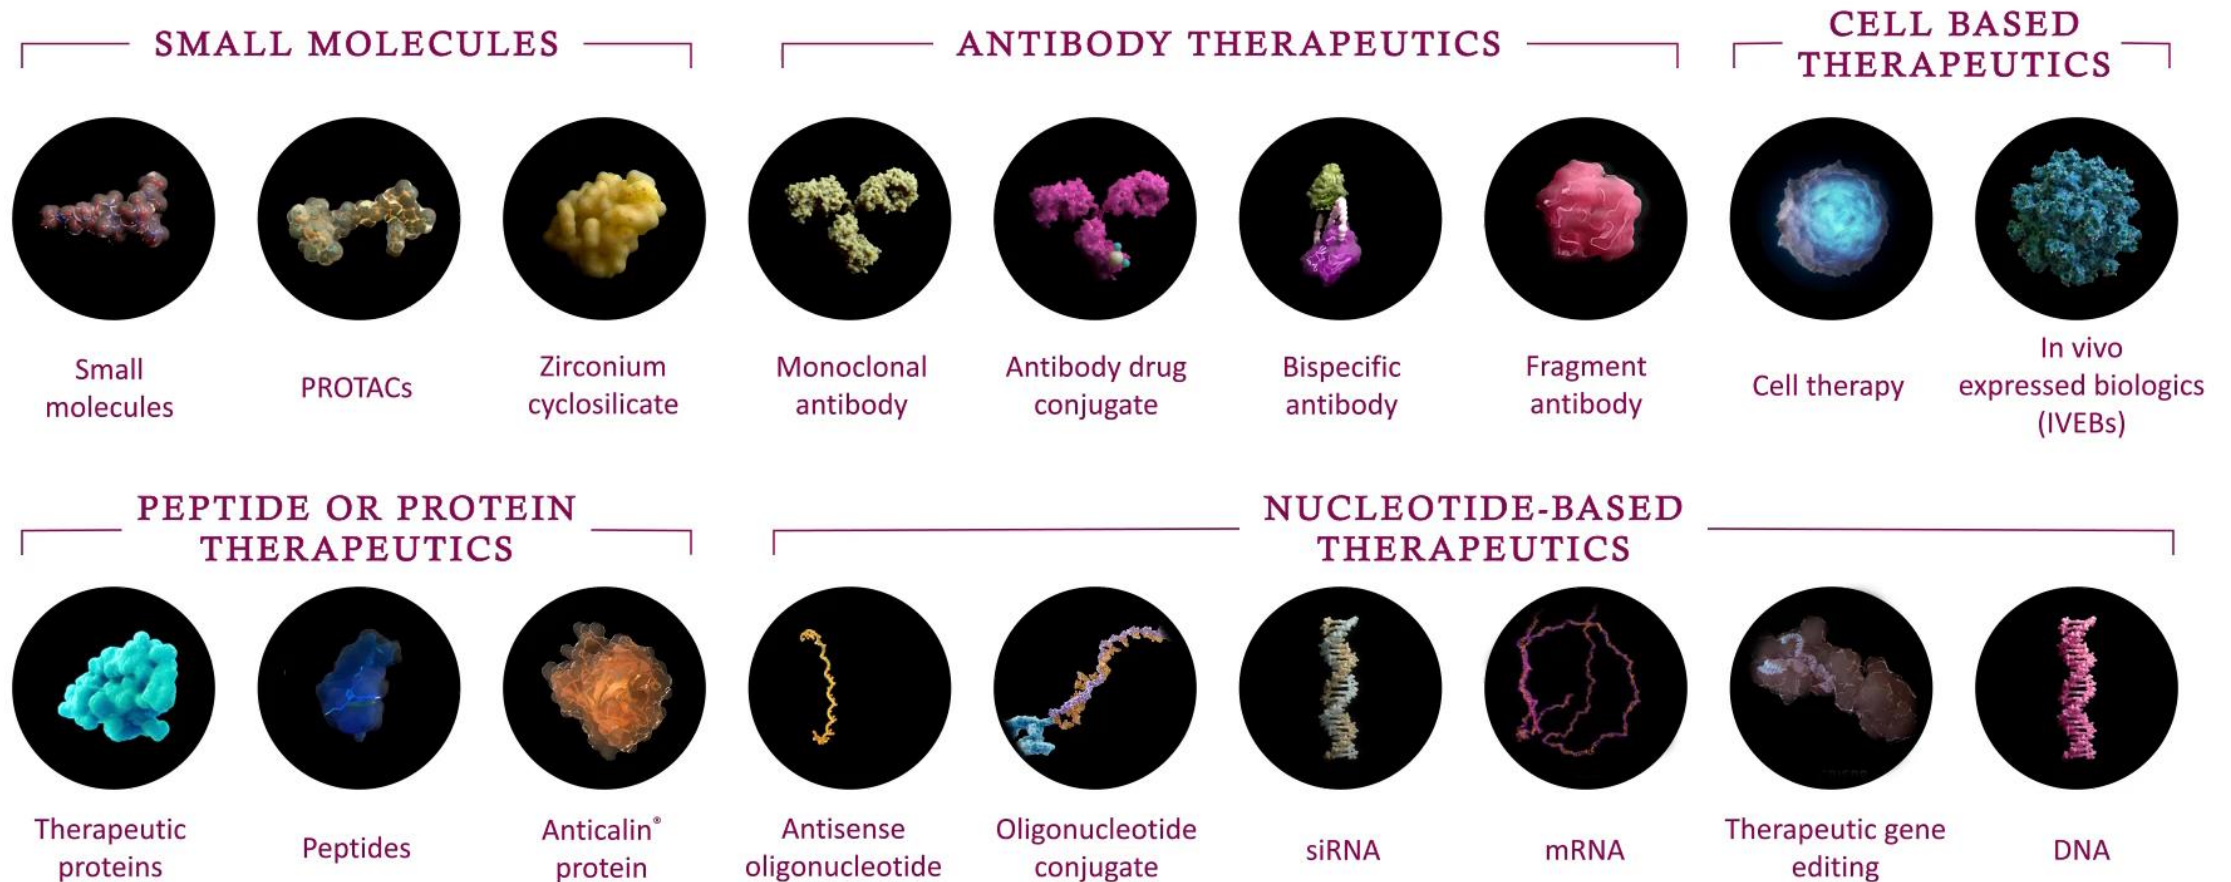 SMALL MOLECULES
ANTIBODY THERAPEUTICS
CELL BASED
THERAPEUTICS
Small
molecules
PROTACs
Zirconium
cyclosilicate
Monoclonal
antibody
Antibody drug
conjugate
Bispecific
antibody
Fragment
antibody
Cell therapy
In vivo
expressed biologics
(IVEBs)
PEPTIDE OR PROTEIN
THERAPEUTICS
NUCLEOTIDE-BASED
THERAPEUTICS
Therapeutic
proteins
Peptides
Anticalin®
protein
Antisense
oligonucleotide
Oligonucleotide
conjugate
siRNA
mRNA
Therapeutic gene
editing
DNA